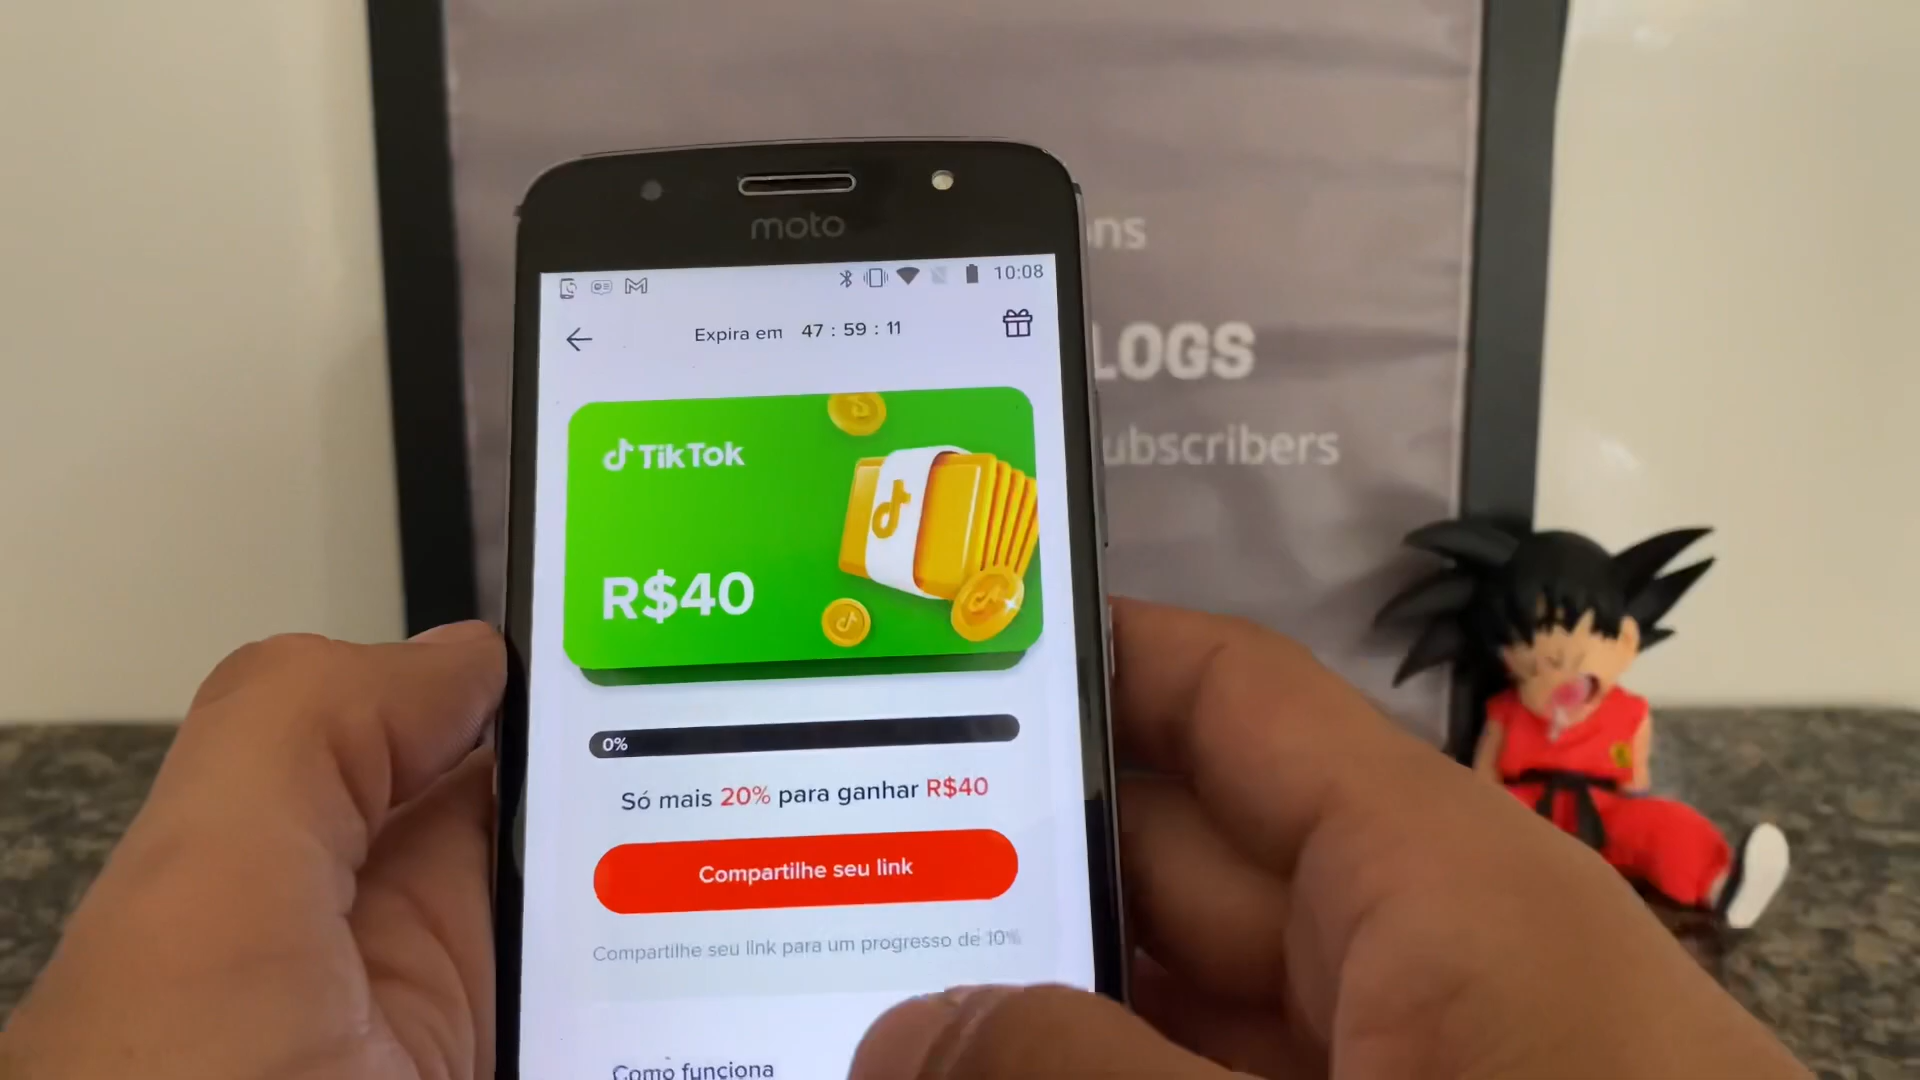 moto
10:08
Expira em 47 : 59 : 11
TikTok
R$40
0%
Só mais 20% para ganhar R$40
Compartilhe seu link
Compartilhe seu link para um progresso de 10%
Como funciona
ns
LOGS
ubscribers